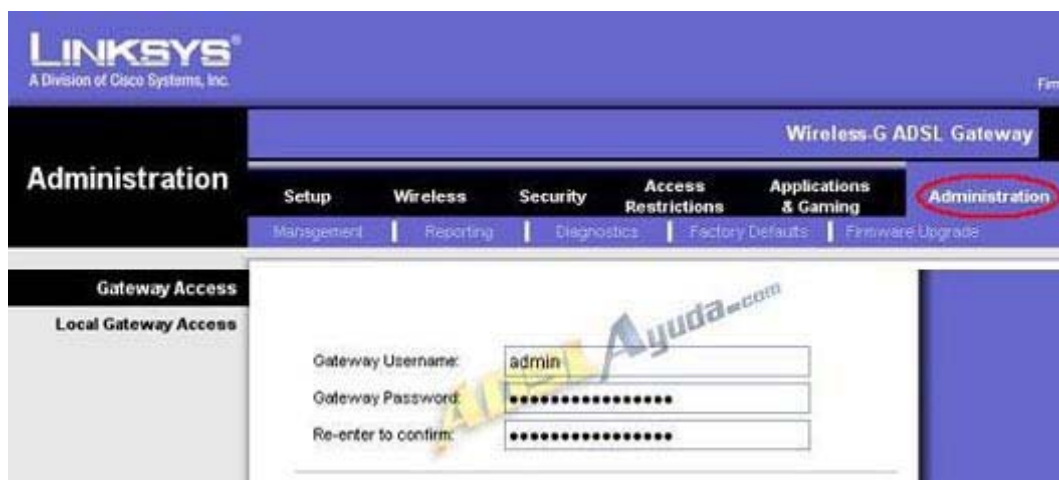 LINKSYS®
A Division of Cisco Systems, Inc.
Wireless-G ADSL Gateway
Administration
Setup Wireless Security Access Restrictions Applications & Gaming Administration
Management | Reporting | Diagnostics | Factory Defaults | Firmware Upgrade
Gateway Access
Local Gateway Access
ADSLAyuda.com
Gateway Username: admin
Gateway Password: •••••••••••••••••
Re-enter to confirm: •••••••••••••••••